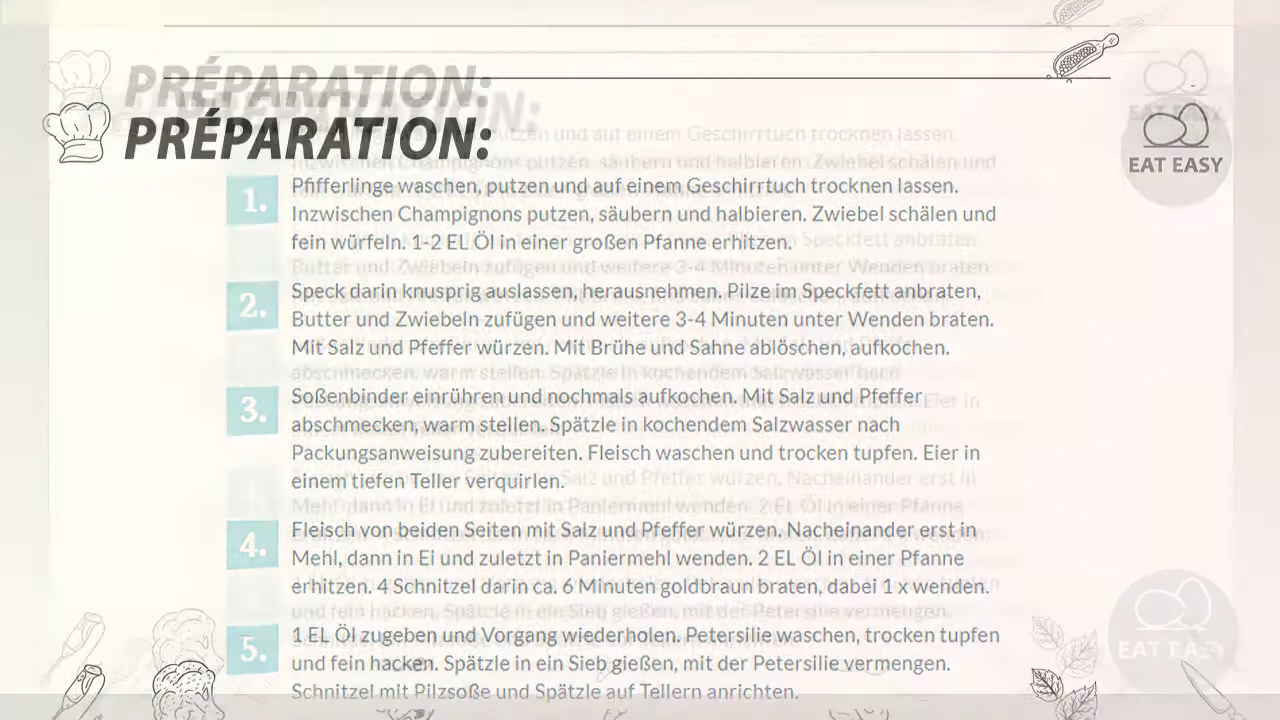 PRÉPARATION:
EAT EASY
1.
Pfifferlinge waschen, putzen und auf einem Geschirrtuch trocknen lassen.
Inzwischen Champignons putzen, säubern und halbieren. Zwiebel schälen und
fein würfeln. 1-2 EL Öl in einer großen Pfanne erhitzen.
2.
Speck darin knusprig auslassen, herausnehmen. Pilze im Speckfett anbraten,
Butter und Zwiebeln zufügen und weitere 3-4 Minuten unter Wenden braten.
Mit Salz und Pfeffer würzen. Mit Brühe und Sahne ablöschen, aufkochen.
3.
Soßenbinder einrühren und nochmals aufkochen. Mit Salz und Pfeffer
abschmecken, warm stellen. Spätzle in kochendem Salzwasser nach
Packungsanweisung zubereiten. Fleisch waschen und trocken tupfen. Eier in
einem tiefen Teller verquirlen.
4.
Fleisch von beiden Seiten mit Salz und Pfeffer würzen. Nacheinander erst in
Mehl, dann in Ei und zuletzt in Paniermehl wenden. 2 EL Öl in einer Pfanne
erhitzen. 4 Schnitzel darin ca. 6 Minuten goldbraun braten, dabei 1 x wenden.
5.
1 EL Öl zugeben und Vorgang wiederholen. Petersilie waschen, trocken tupfen
und fein hacken. Spätzle in ein Sieb gießen, mit der Petersilie vermengen.
Schnitzel mit Pilzsoße und Spätzle auf Tellern anrichten.
EAT EASY